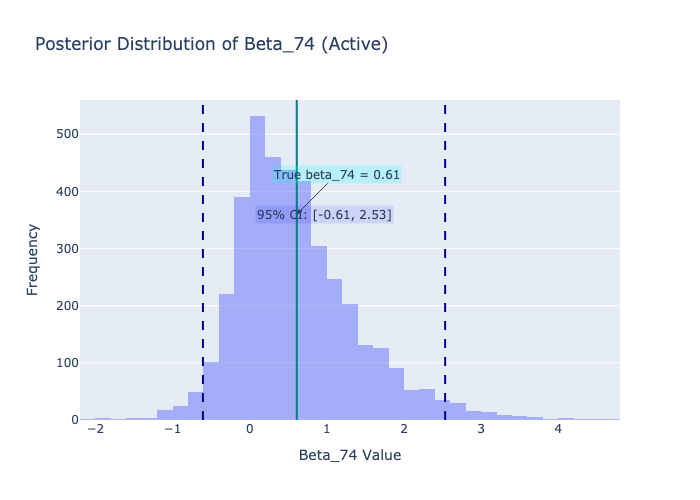 Posterior Distribution of Beta_74 (Active)
500
400
300
200
100
0
Frequency
True beta_74 = 0.61
95% CI: [-0.61, 2.53]
−2
−1
0
1
2
3
4
Beta_74 Value